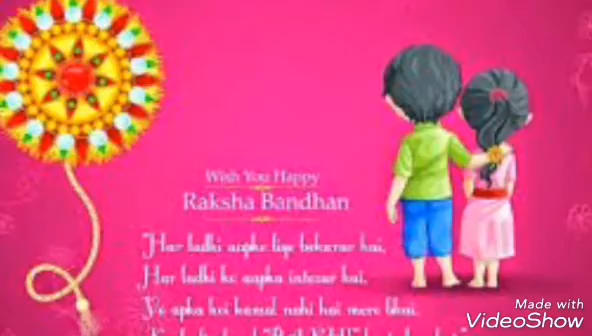 Wish You Happy
Raksha Bandhan
Har ladki aapke liye bekarar hai,
Har ladki ko aapka intezar hai,
Ye apka koi kamal nahi hai mere bhai,
Made with
VideoShow